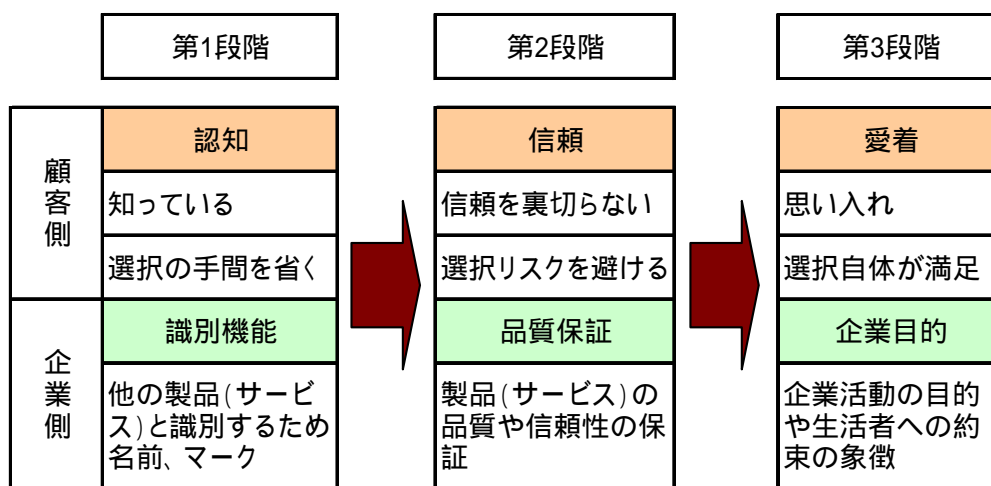 第1段階
第2段階
第3段階
顧客側
認知
信頼
愛着
知っている
信頼を裏切らない
思い入れ
選択の手間を省く
選択リスクを避ける
選択自体が満足
企業側
識別機能
品質保証
企業目的
他の製品(サービ
ス)と識別するため
名前、マーク
製品(サービス)の
品質や信頼性の保
証
企業活動の目的
や生活者への約
束の象徴